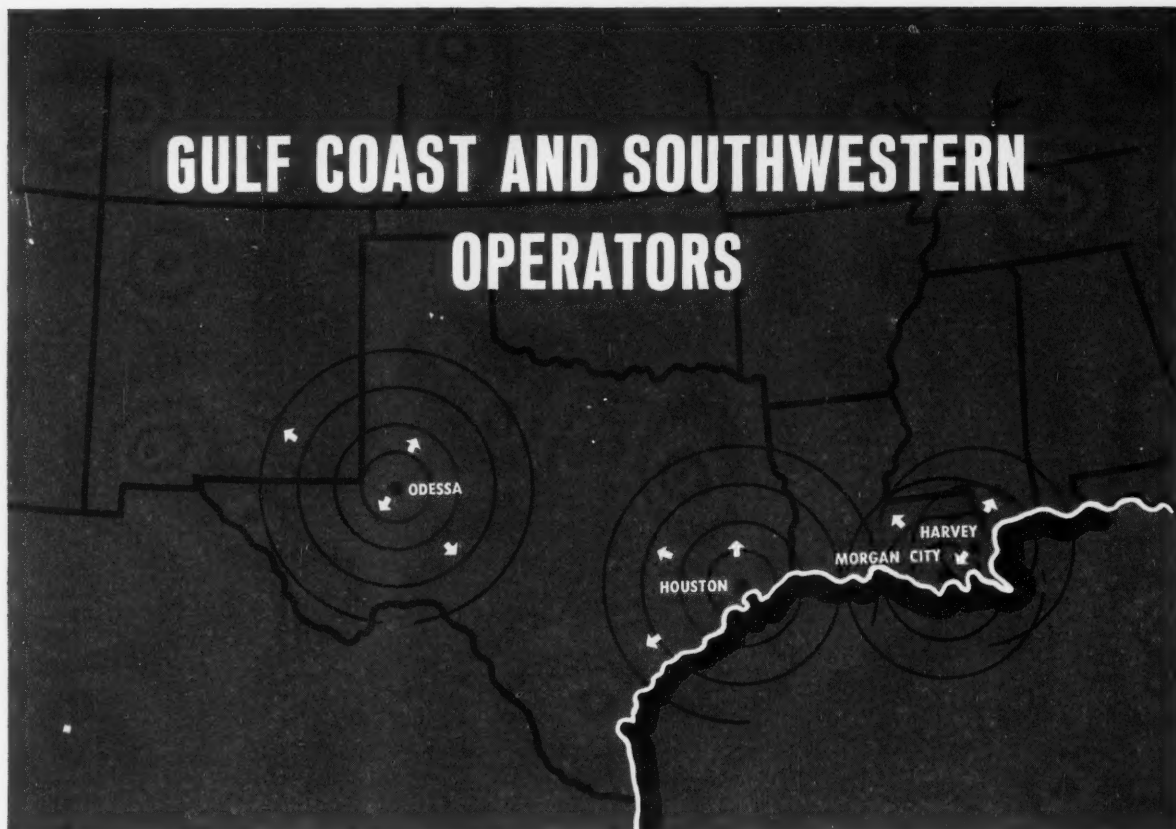 GULF COAST AND SOUTHWESTERN
OPERATORS
ODESSA
HARVEY
MORGAN CITY
HOUSTON